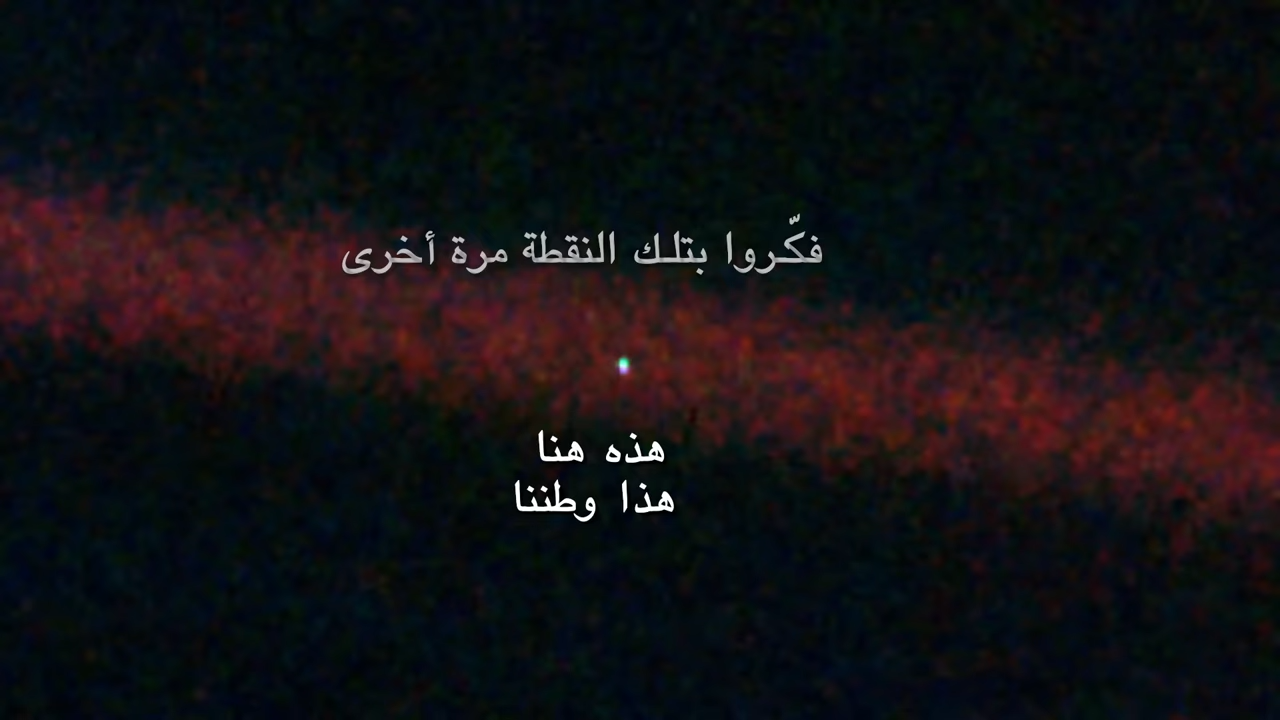 فكّروا بتلك النقطة مرة أخرى
هذه هنا
هذا وطننا